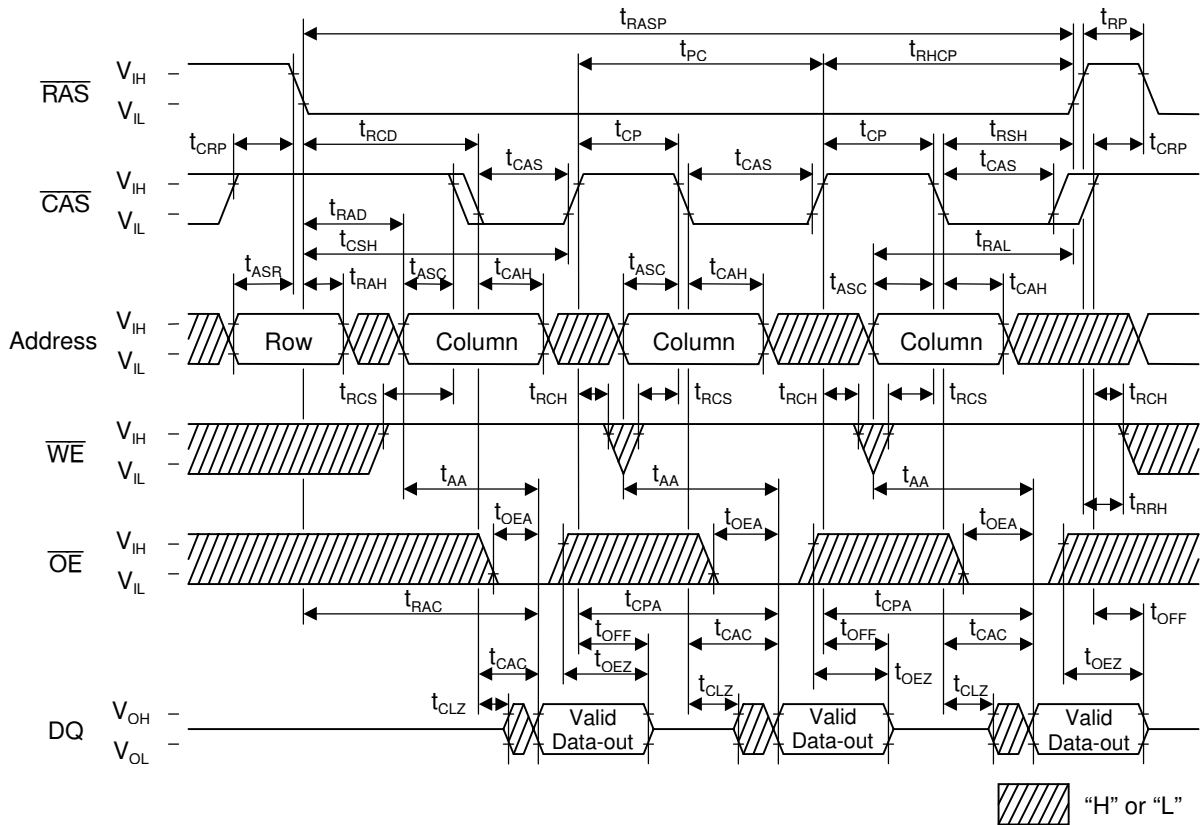 tRASP
tRP
tPC
tRHCP
RAS
VIH
VIL
tCRP
tRCD
tCP
tCP
tRSH
tCRP
tCAS
tCAS
tCAS
CAS
VIH
VIL
tRAD
tCSH
tRAL
tASR
tRAH
tASC
tCAH
tASC
tCAH
tASC
tCAH
Address
VIH
VIL
Row
Column
Column
Column
tRCS
tRCH
tRCS
tRCH
tRCS
tRCH
WE
VIH
VIL
tAA
tAA
tAA
tRRH
tOEA
tOEA
tOEA
OE
VIH
VIL
tRAC
tCPA
tCPA
tOFF
tOFF
tCAC
tOFF
tCAC
tCAC
tOEZ
tOEZ
tOEZ
tCLZ
tCLZ
tCLZ
DQ
VOH
VOL
Valid
Data-out
Valid
Data-out
Valid
Data-out
“H” or “L”